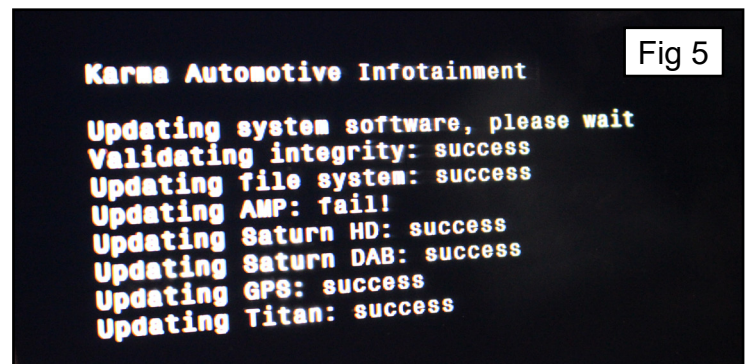 Fig 5
Karma Automotive Infotainment
Updating system software, please wait
Validating integrity: success
Updating file system: success
Updating AMP: fail!
Updating Saturn HD: success
Updating Saturn DAB: success
Updating GPS: success
Updating Titan: success